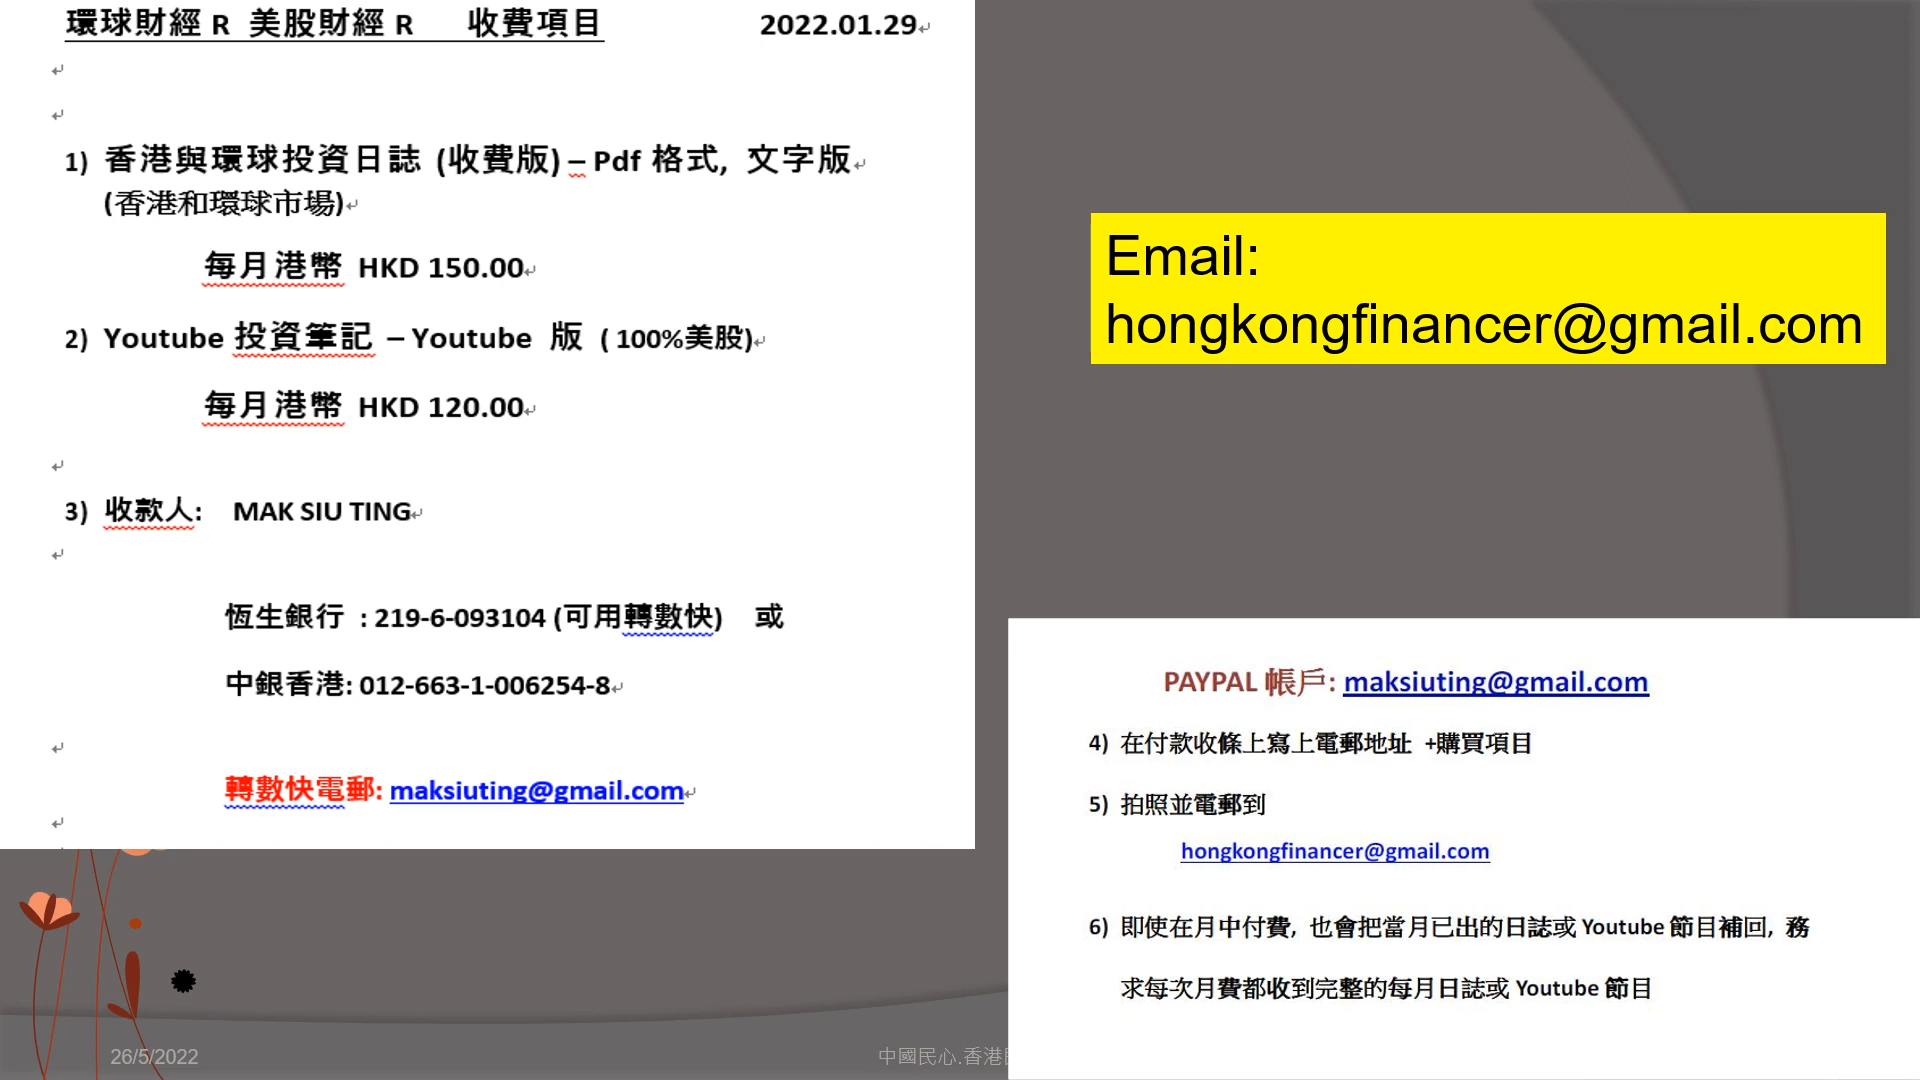 環球財經 R 美股財經 R 收費項目 2022.01.29
1) 香港與環球投資日誌 (收費版) – Pdf 格式, 文字版
(香港和環球市場)
每月港幣 HKD 150.00
2) Youtube 投資筆記 – Youtube 版 ( 100%美股)
每月港幣 HKD 120.00
3) 收款人: MAK SIU TING
恆生銀行 : 219-6-093104 (可用轉數快) 或
中銀香港: 012-663-1-006254-8
轉數快電郵: maksiuting@gmail.com
Email:
hongkongfinancer@gmail.com
PAYPAL 帳戶: maksiuting@gmail.com
4) 在付款收條上寫上電郵地址 +購買項目
5) 拍照並電郵到
hongkongfinancer@gmail.com
6) 即使在月中付費, 也會把當月已出的日誌或 Youtube 節目補回, 務
求每次月費都收到完整的每月日誌或 Youtube 節目
26/5/2022
中國民心.香港